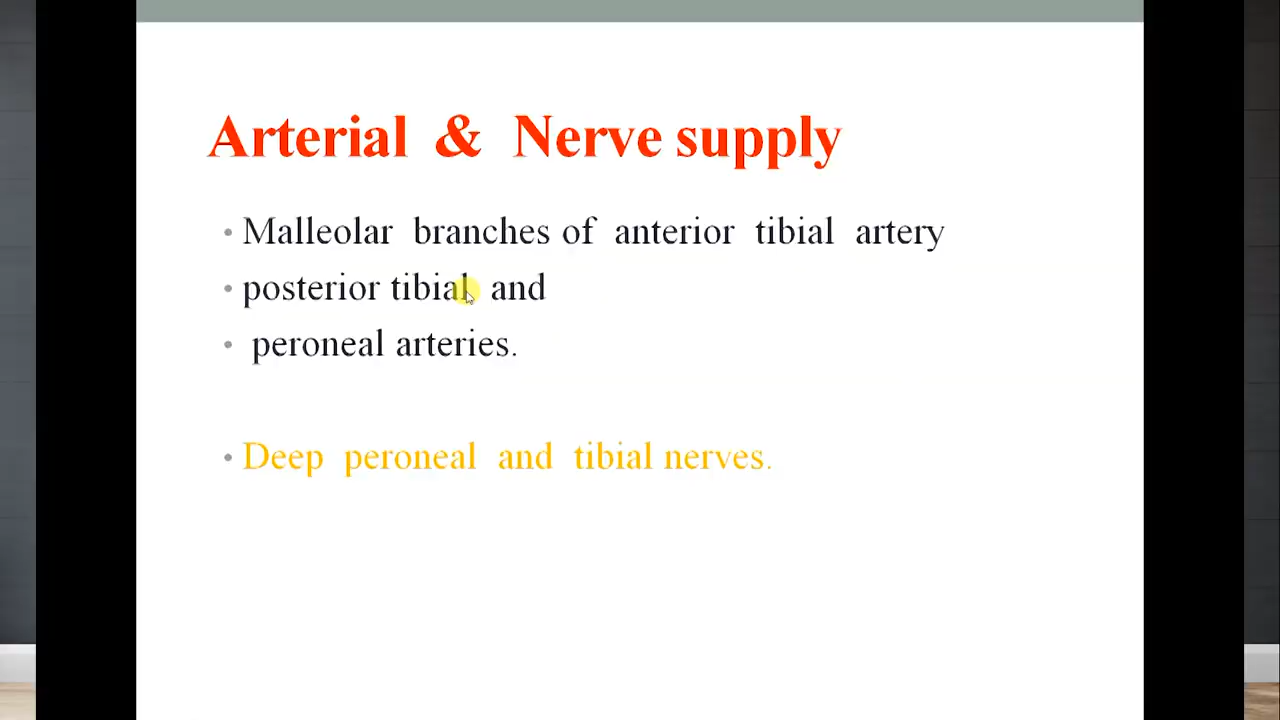 Arterial & Nerve supply
• Malleolar branches of anterior tibial artery
• posterior tibial and
• peroneal arteries.
• Deep peroneal and tibial nerves.